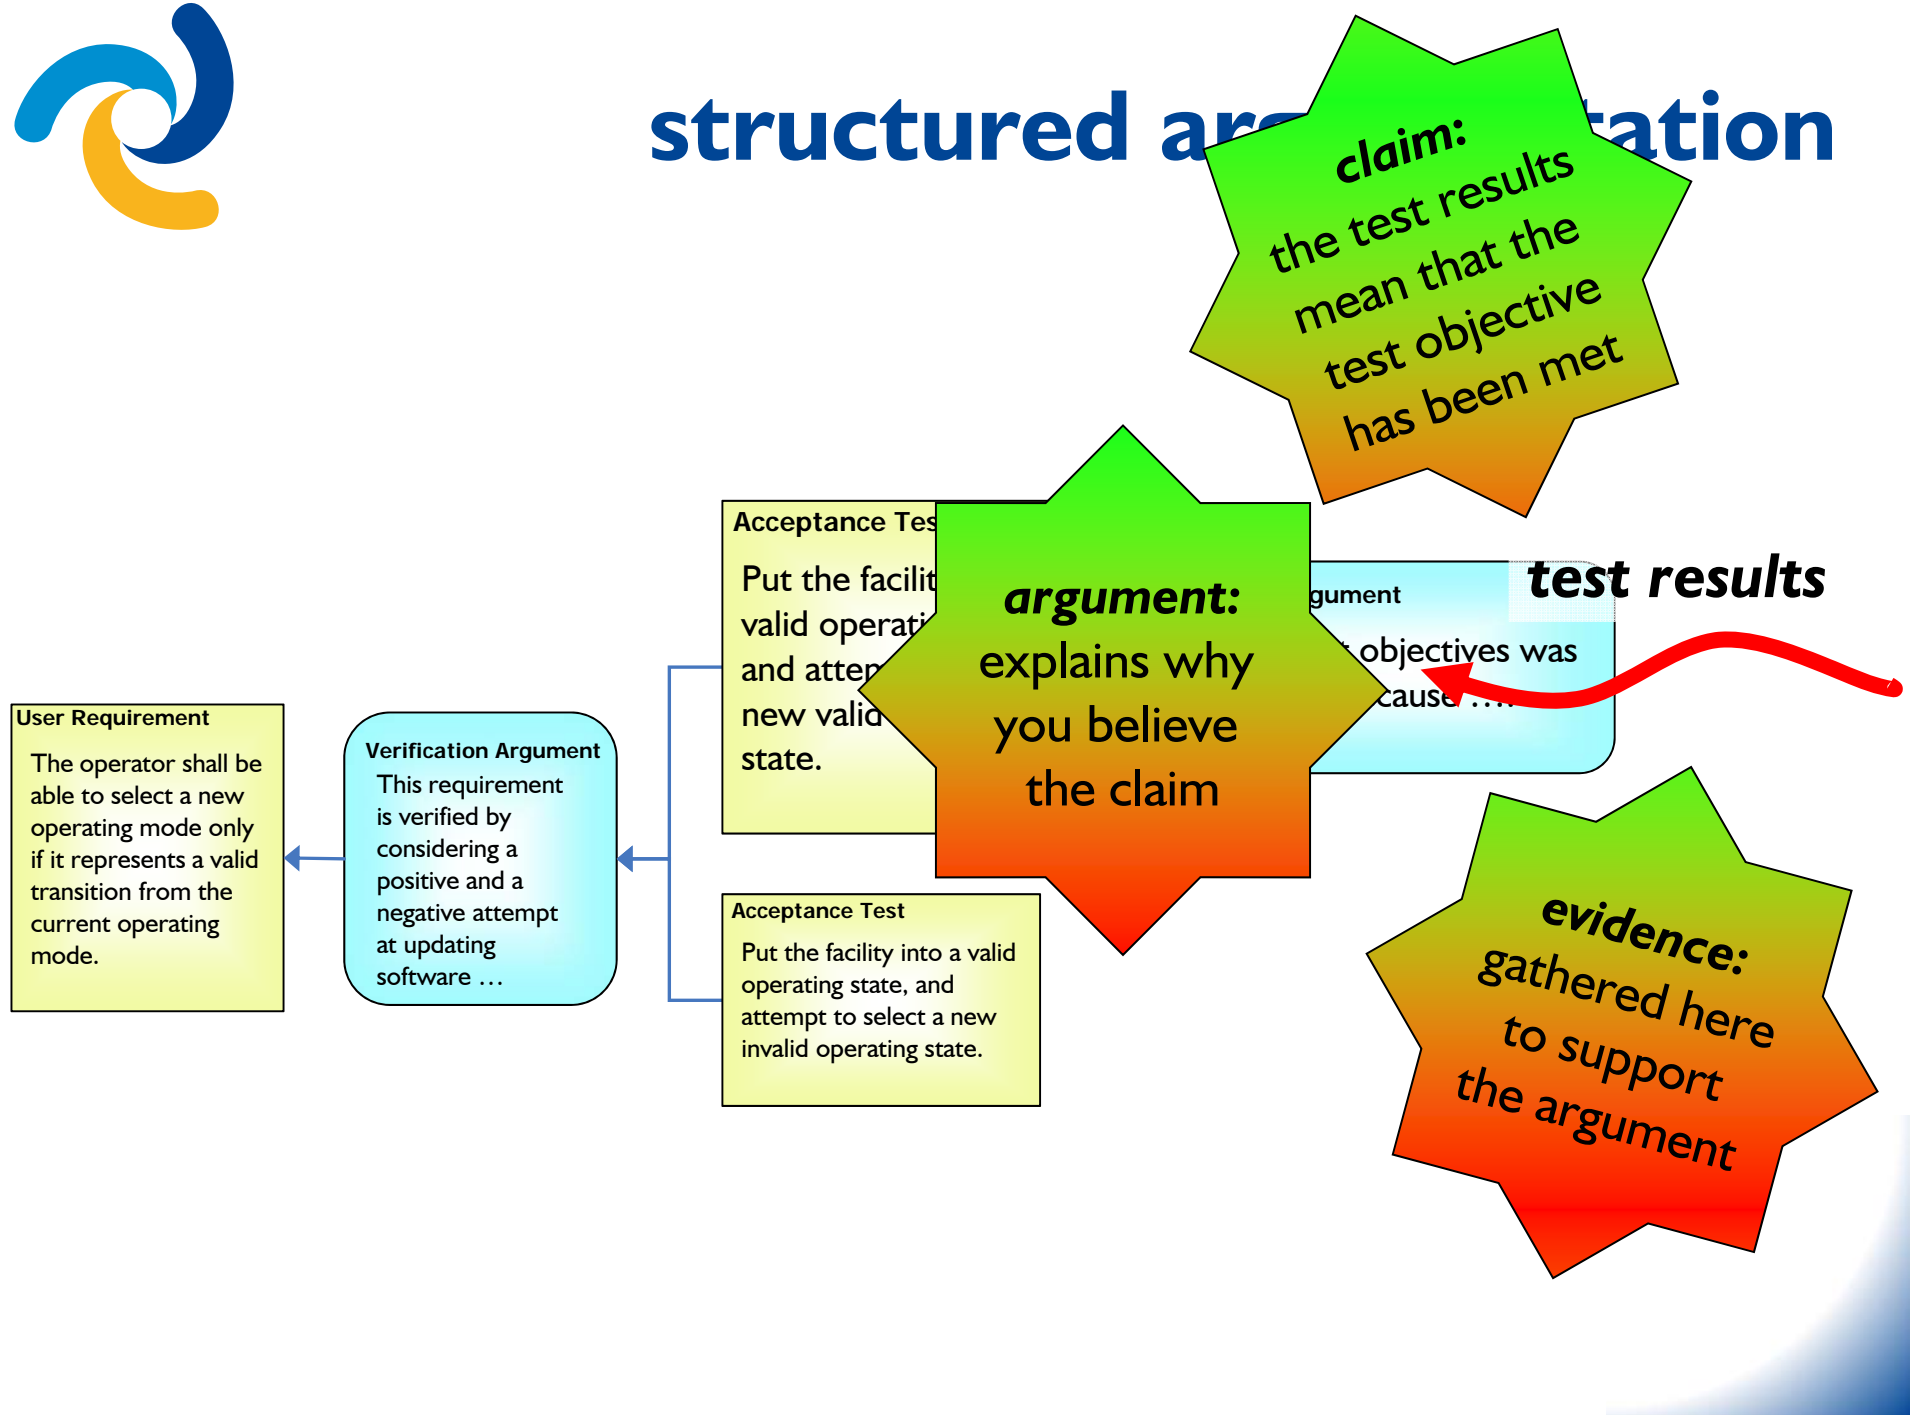 structured ar tation
claim:
the test results
mean that the
test objective
has been met
Acceptance Tes
Put the facilit
valid operati
and atten
new valid
state.
argument:
explains why
you believe
the claim
gument
objectives was
cause ….
test results
User Requirement
The operator shall be
able to select a new
operating mode only
if it represents a valid
transition from the
current operating
mode.
Verification Argument
This requirement
is verified by
considering a
positive and a
negative attempt
at updating
software …
Acceptance Test
Put the facility into a valid
operating state, and
attempt to select a new
invalid operating state.
evidence:
gathered here
to support
the argument